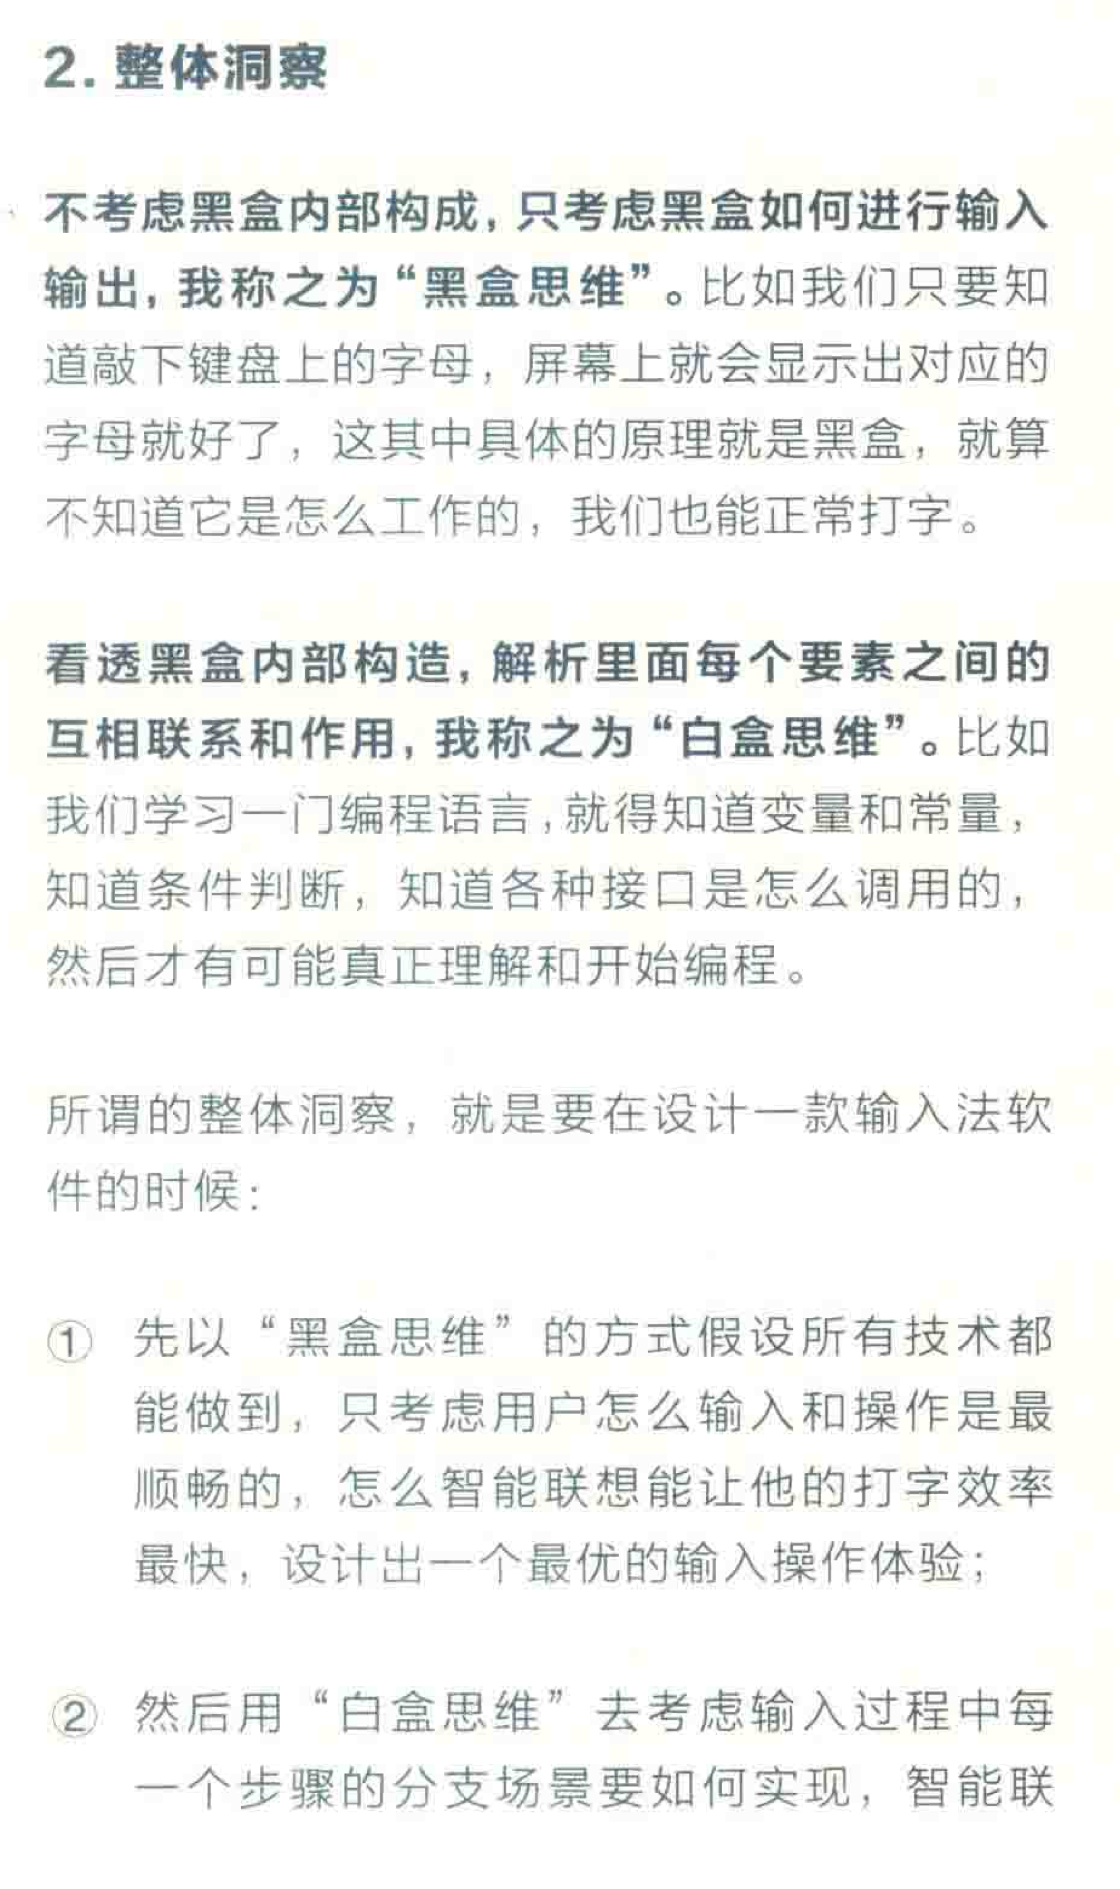 2. 整体洞察
不考虑黑盒内部构成，只考虑黑盒如何进行输入
输出，我称之为“黑盒思维”。比如我们只要知
道敲下键盘上的字母，屏幕上就会显示出对应的
字母就好了，这其中具体的原理就是黑盒，就算
不知道它是怎么工作的，我们也能正常打字。
看透黑盒内部构造，解析里面每个要素之间的
互相联系和作用，我称之为“白盒思维”。比如
我们学习一门编程语言，就得知道变量和常量，
知道条件判断，知道各种接口是怎么调用的，
然后才有可能真正理解和开始编程。
所谓的整体洞察，就是要在设计一款输入法软
件的时候：
① 先以“黑盒思维”的方式假设所有技术都
能做到，只考虑用户怎么输入和操作是最
顺畅的，怎么智能联想能让他的打字效率
最快，设计出一个最优的输入操作体验；
② 然后用“白盒思维”去考虑输入过程中每
一个步骤的分支场景要如何实现，智能联